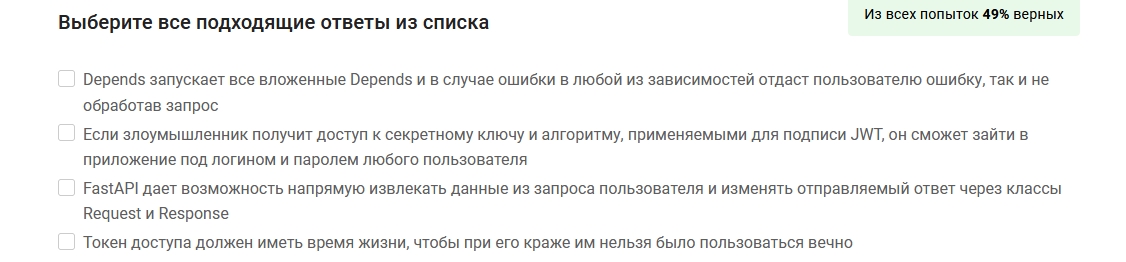 Выберите все подходящие ответы из списка
Из всех попыток 49% верных
Depends запускает все вложенные Depends и в случае ошибки в любой из зависимостей отдаст пользователю ошибку, так и не
обработав запрос
Если злоумышленник получит доступ к секретному ключу и алгоритму, применяемыми для подписи JWT, он сможет зайти в
приложение под логином и паролем любого пользователя
FastAPI дает возможность напрямую извлекать данные из запроса пользователя и изменять отправляемый ответ через классы
Request и Response
Токен доступа должен иметь время жизни, чтобы при его краже им нельзя было пользоваться вечно